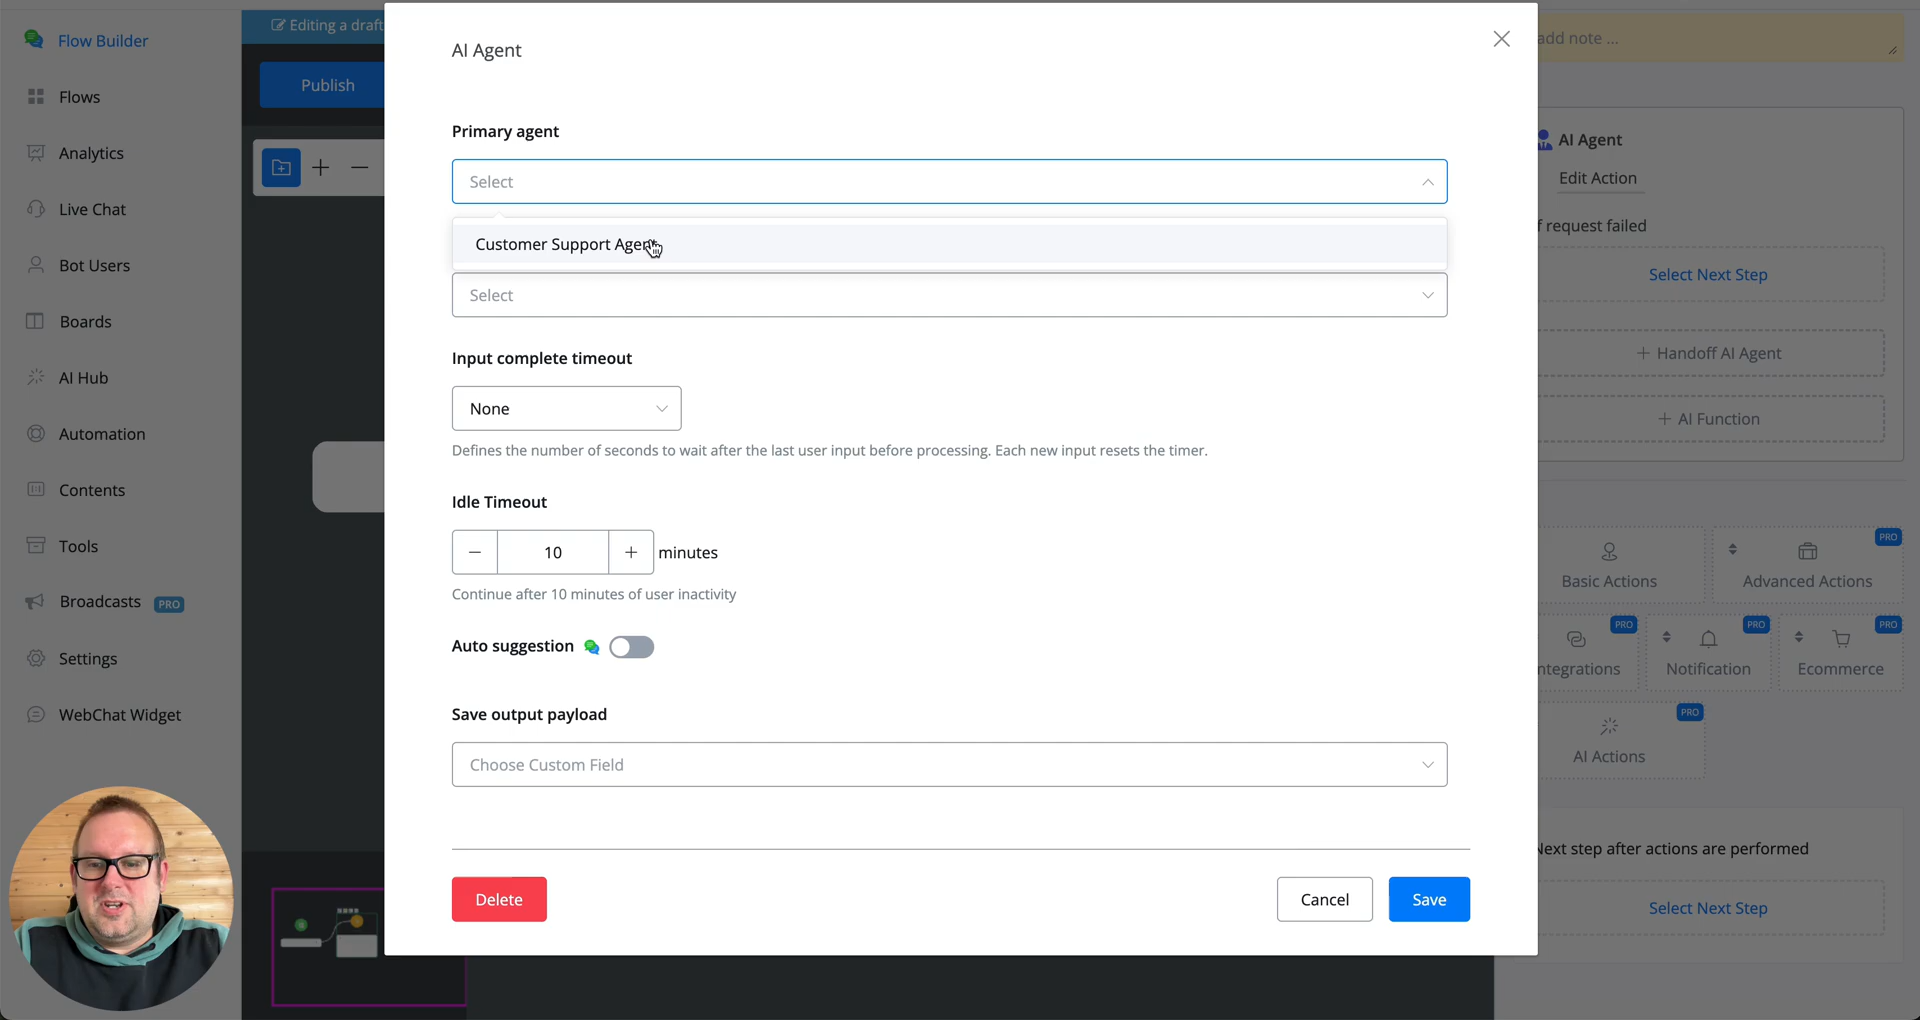 Flow Builder
Flows
Analytics
Live Chat
Bot Users
Boards
AI Hub
Automation
Contents
Tools
Broadcasts PRO
Settings
WebChat Widget
Editing a draft
Publish
AI Agent
Primary agent
Select
Customer Support Agent
Select
Input complete timeout
None
Defines the number of seconds to wait after the last user input before processing. Each new input resets the timer.
Idle Timeout
10 minutes
Continue after 10 minutes of user inactivity
Auto suggestion
Save output payload
Choose Custom Field
Delete
Cancel
Save
add note ...
AI Agent
Edit Action
f request failed
Select Next Step
+ Handoff AI Agent
+ AI Function
Basic Actions
PRO
Advanced Actions
PRO
ntegrations
PRO
Notification
PRO
Ecommerce
PRO
AI Actions
Next step after actions are performed
Select Next Step